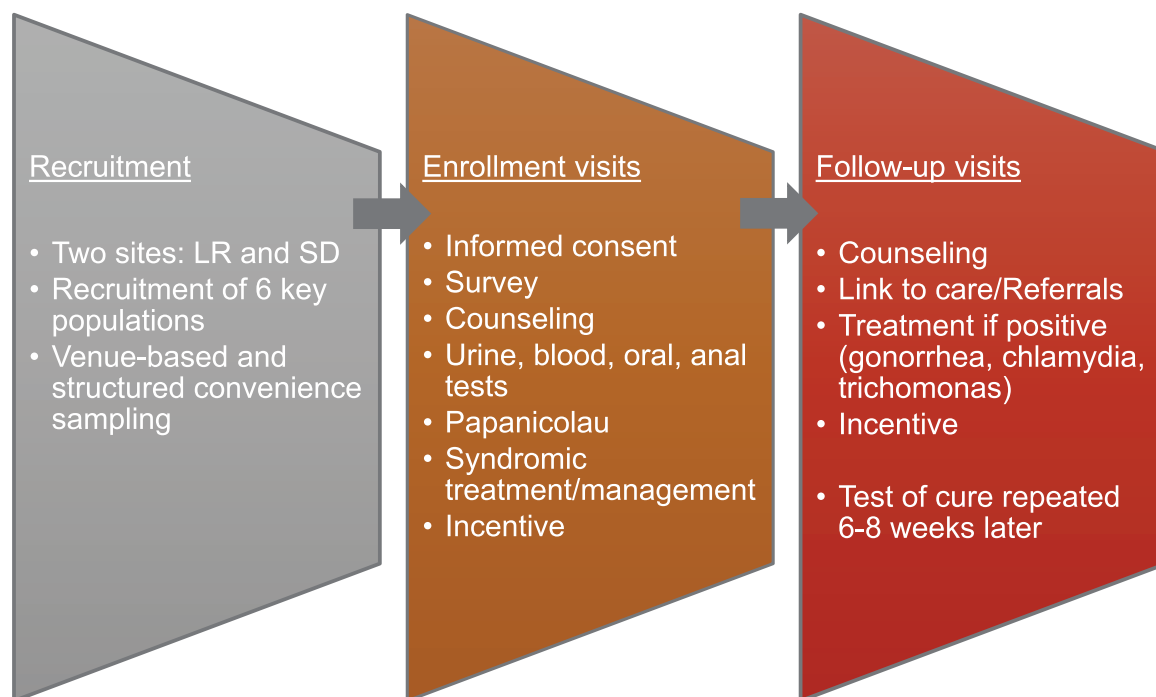 Recruitment
• Two sites: LR and SD
• Recruitment of 6 key
populations
• Venue-based and
structured convenience
sampling
Enrollment visits
• Informed consent
• Survey
• Counseling
• Urine, blood, oral, anal
tests
• Papanicolau
• Syndromic
treatment/management
• Incentive
Follow-up visits
• Counseling
• Link to care/Referrals
• Treatment if positive
(gonorrhea, chlamydia,
trichomonas)
• Incentive
• Test of cure repeated
6-8 weeks later